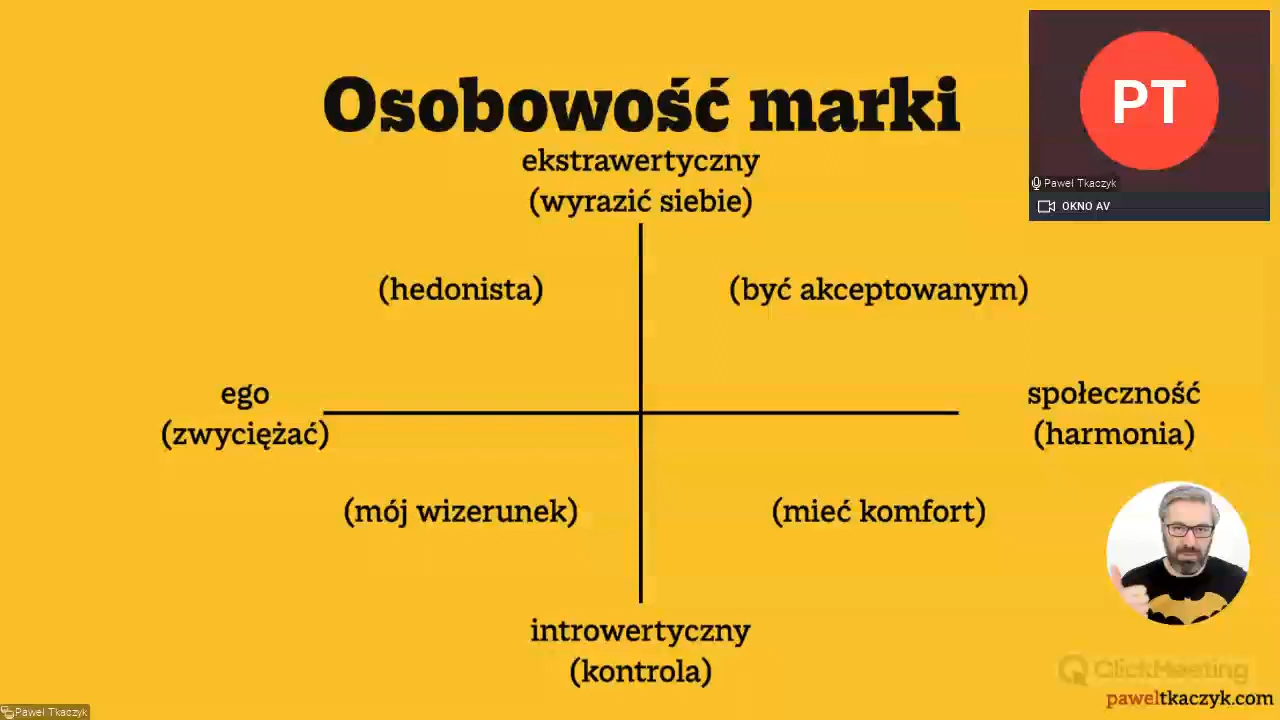 Osobowość marki
ekstrawertyczny
(wyrazić siebie)
(hedonista)
(być akceptowanym)
ego
(zwyciężać)
społeczność
(harmonia)
(mój wizerunek)
(mieć komfort)
introwertyczny
(kontrola)
PT
Paweł Tkaczyk
OKNO AV
ClickMeeting
paweltkaczyk.com
Paweł Tkaczyk